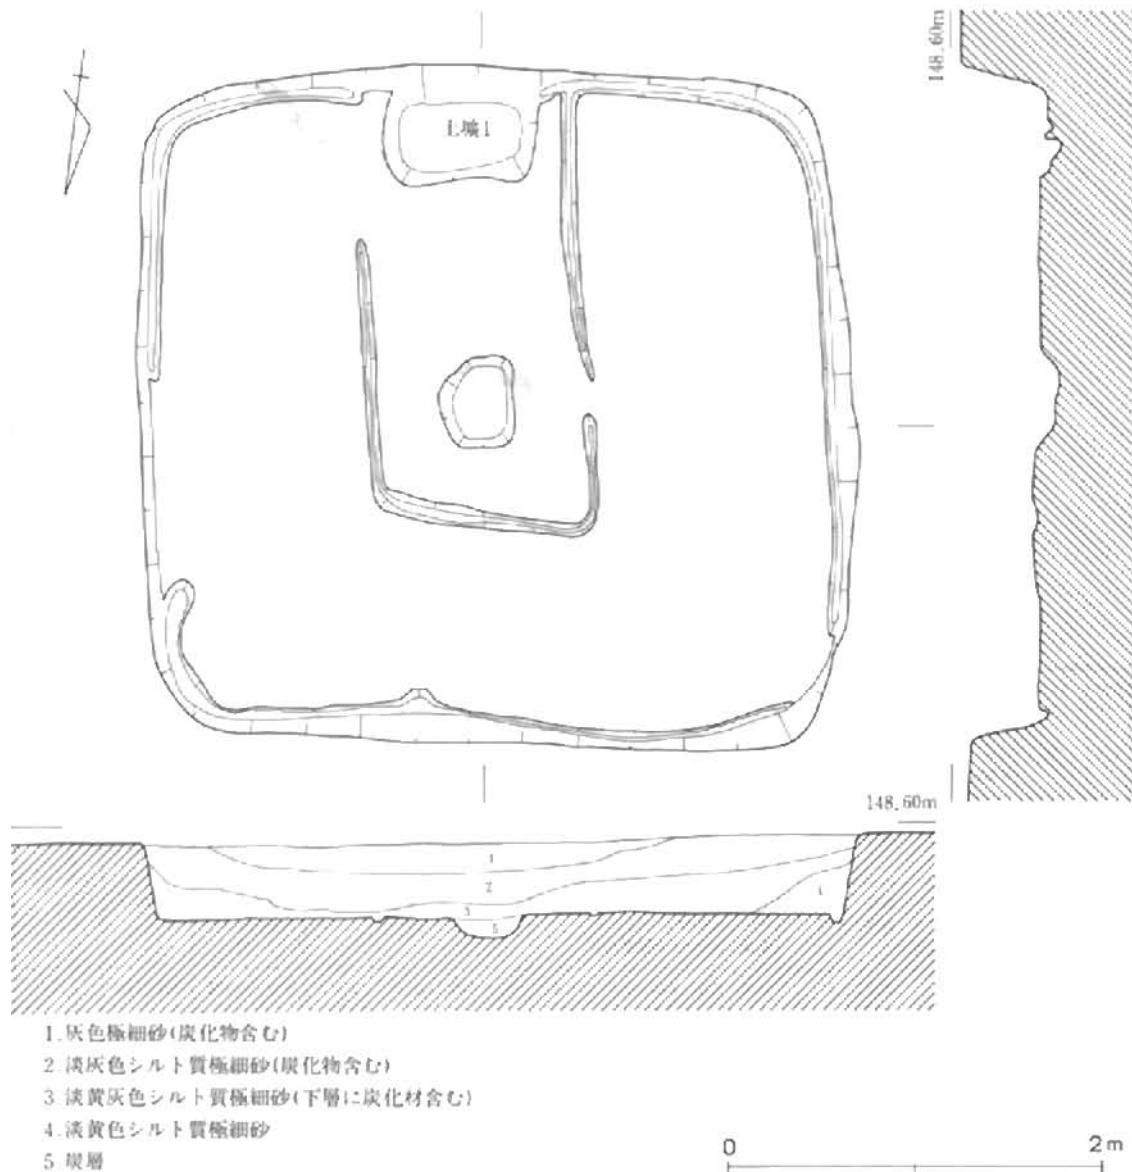 148.60m
土壙1
148.60m
1
2
3
4
5
1.灰色極細砂(炭化物含む)
2.淡灰色シルト質極細砂(炭化物含む)
3.淡黄灰色シルト質極細砂(下層に炭化材含む)
4.淡黄色シルト質極細砂
5.炭層
0 2m